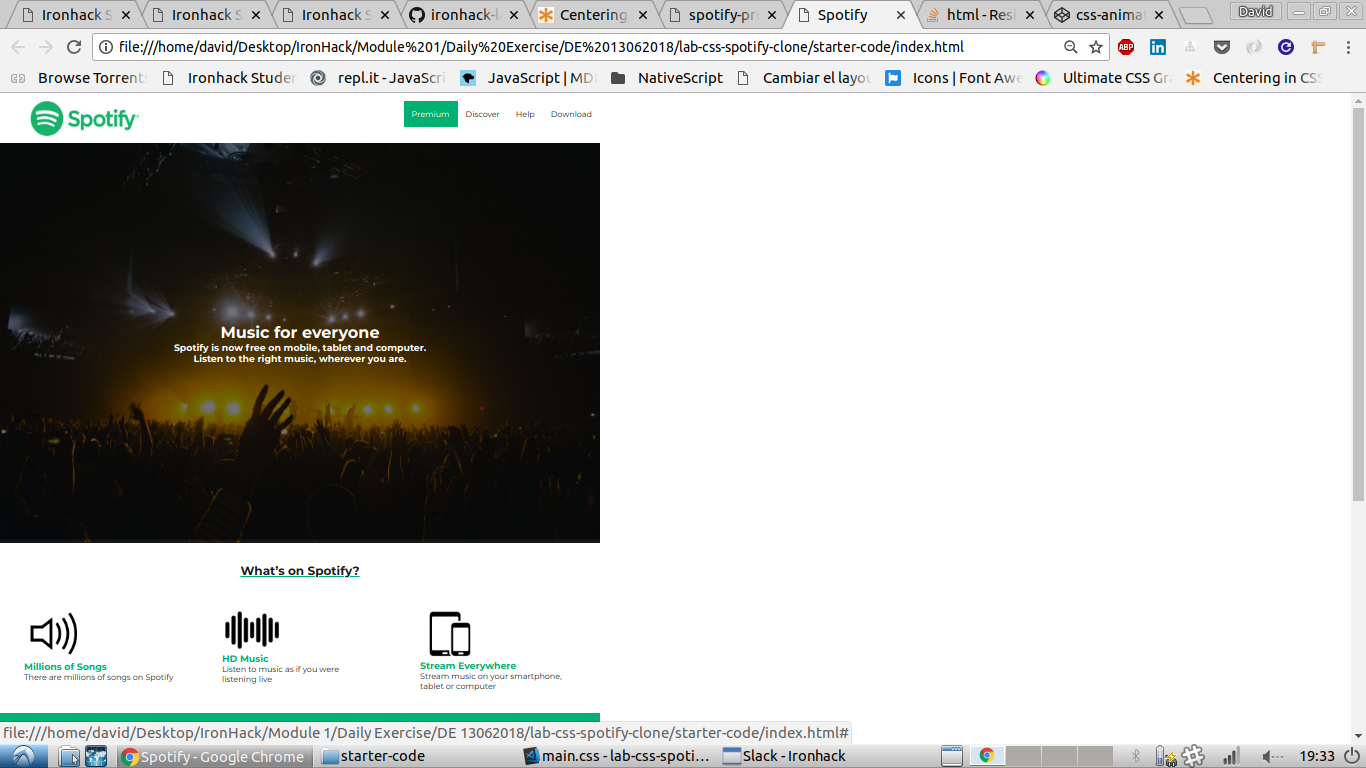 Ironhack S
Ironhack S
Ironhack S
ironhack-l
Centering
spotify-pr
Spotify
html - Resi
css-anima
David
file:///home/david/Desktop/IronHack/Module%201/Daily%20Exercise/DE%2013062018/lab-css-spotify-clone/starter-code/index.html
ABP
Browse Torrent
Ironhack Stude
repl.it - JavaScri
JavaScript | MD
NativeScript
Cambiar el layou
Icons | Font Awe
Ultimate CSS Gr
Centering in CSS
Spotify
Premium
Discover
Help
Download
Music for everyone
Spotify is now free on mobile, tablet and computer.
Listen to the right music, wherever you are.
What's on Spotify?
Millions of Songs
There are millions of songs on Spotify
HD Music
Listen to music as if you were
listening live
Stream Everywhere
Stream music on your smartphone,
tablet or computer
file:///home/david/Desktop/IronHack/Module 1/Daily Exercise/DE 13062018/lab-css-spotify-clone/starter-code/index.html#
Spotify - Google Chrome
starter-code
main.css - lab-css-spoti...
Slack - Ironhack
19:33